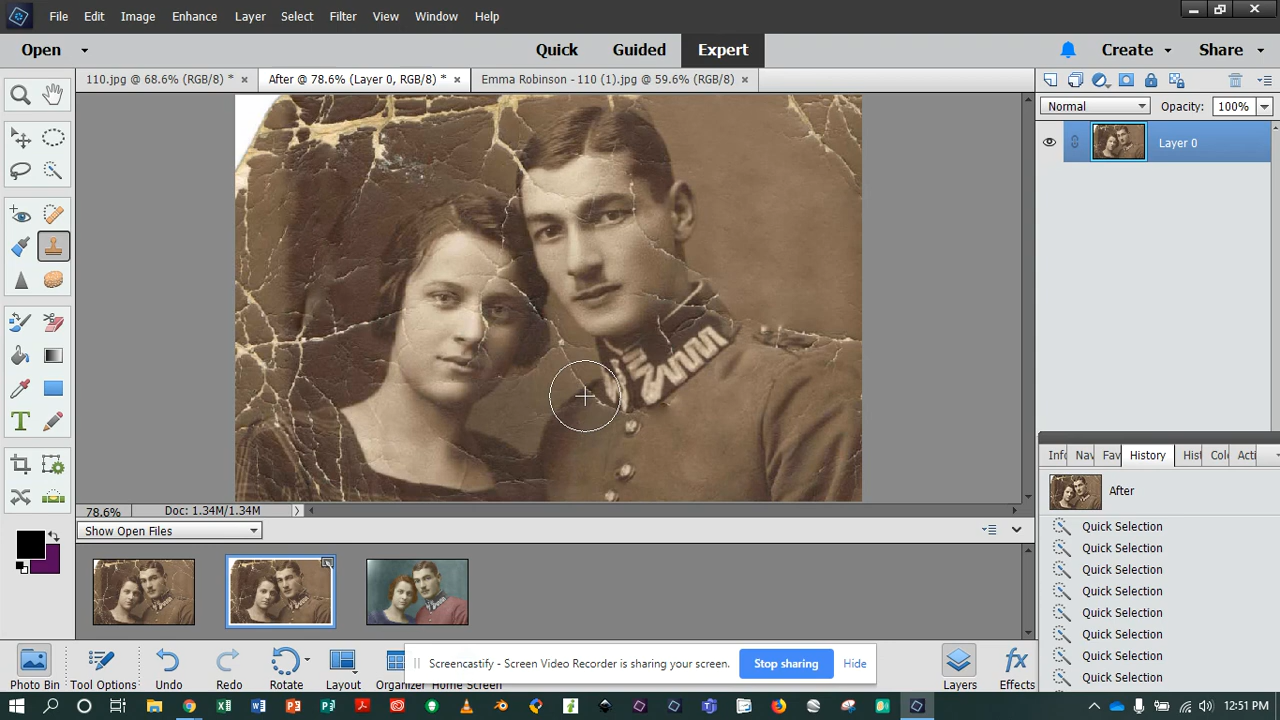 File Edit Image Enhance Layer Select Filter View Window Help
Open Quick Guided Expert Create Share
110.jpg @ 68.6% (RGB/8) * × After @ 78.6% (Layer 0, RGB/8) * × Emma Robinson - 110 (1).jpg @ 59.6% (RGB/8) ×
Normal Opacity: 100%
Layer 0
Inf Nav Fav History Hist Colo Acti
After
Quick Selection
Quick Selection
Quick Selection
Quick Selection
Quick Selection
Quick Selection
Quick Selection
Quick Selection
78.6% Doc: 1.34M/1.34M
Show Open Files
Screencastify - Screen Video Recorder is sharing your screen. Stop sharing Hide
Photo Bin Tool Options Undo Redo Rotate Layout Organizer Home Screen Layers Effects
12:51 PM